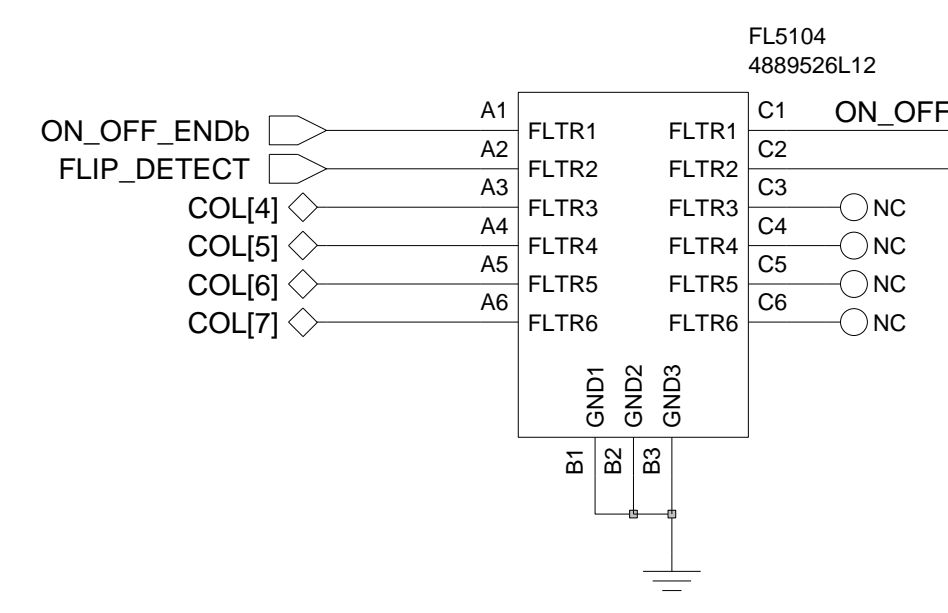 FL5104
4889526L12
ON_OFF_ENDb A1 FLTR1 FLTR1 C1 ON_OFF
FLIP_DETECT A2 FLTR2 FLTR2 C2
COL[4] A3 FLTR3 FLTR3 C3 NC
COL[5] A4 FLTR4 FLTR4 C4 NC
COL[6] A5 FLTR5 FLTR5 C5 NC
COL[7] A6 FLTR6 FLTR6 C6 NC
GND1 GND2 GND3
B1 B2 B3